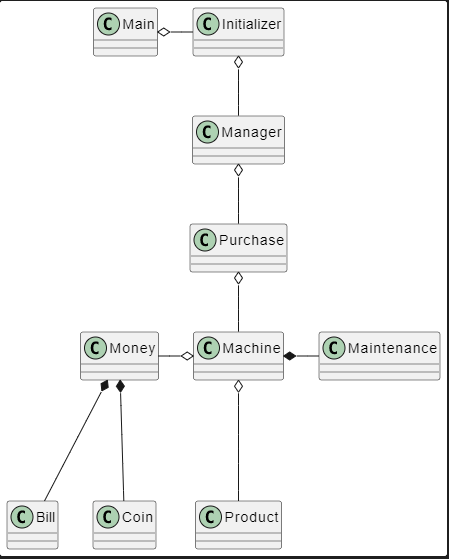 C Main
C Initializer
C Manager
C Purchase
C Money
C Machine
C Maintenance
C Bill
C Coin
C Product